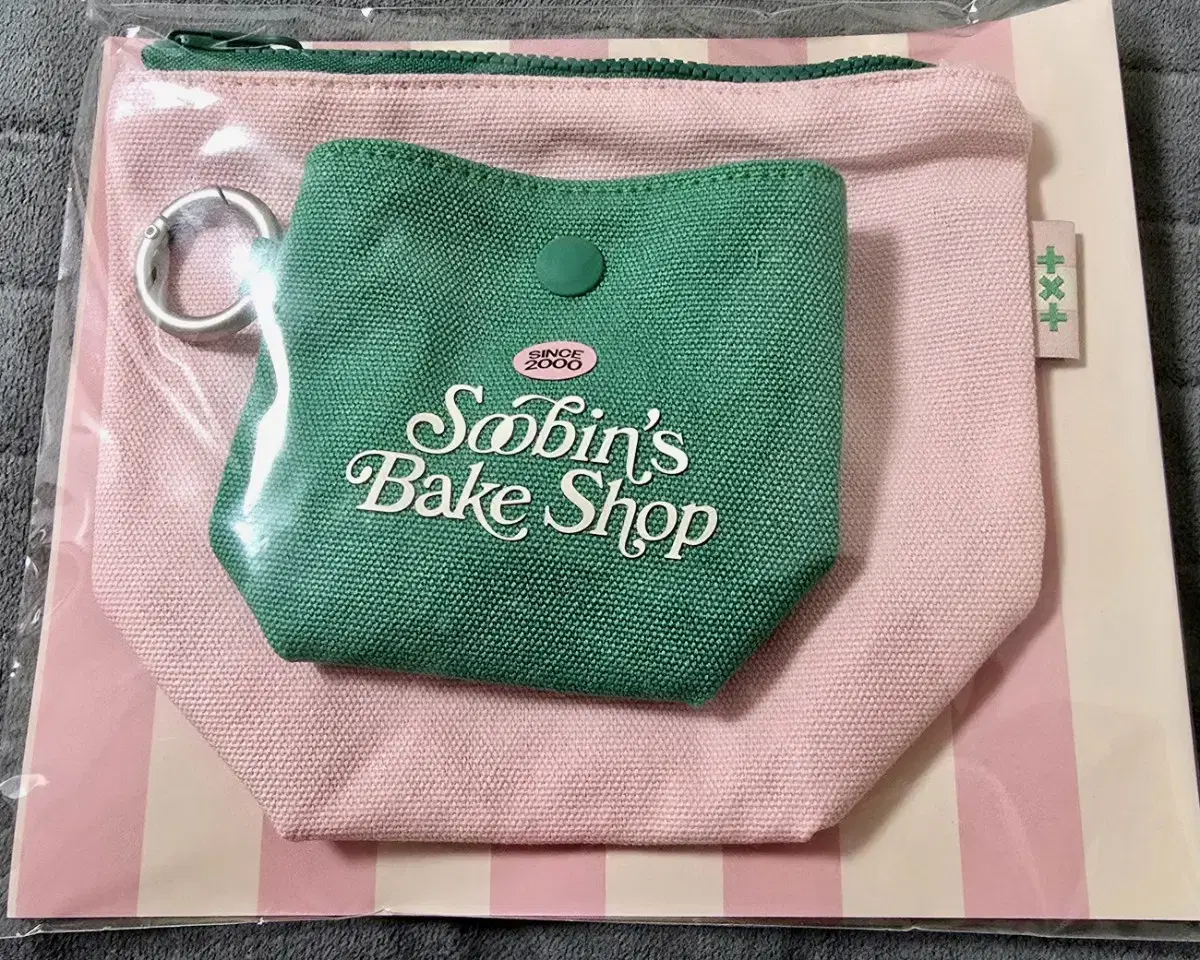 SINCE
2000
Soobin's
Bake Shop
+×+